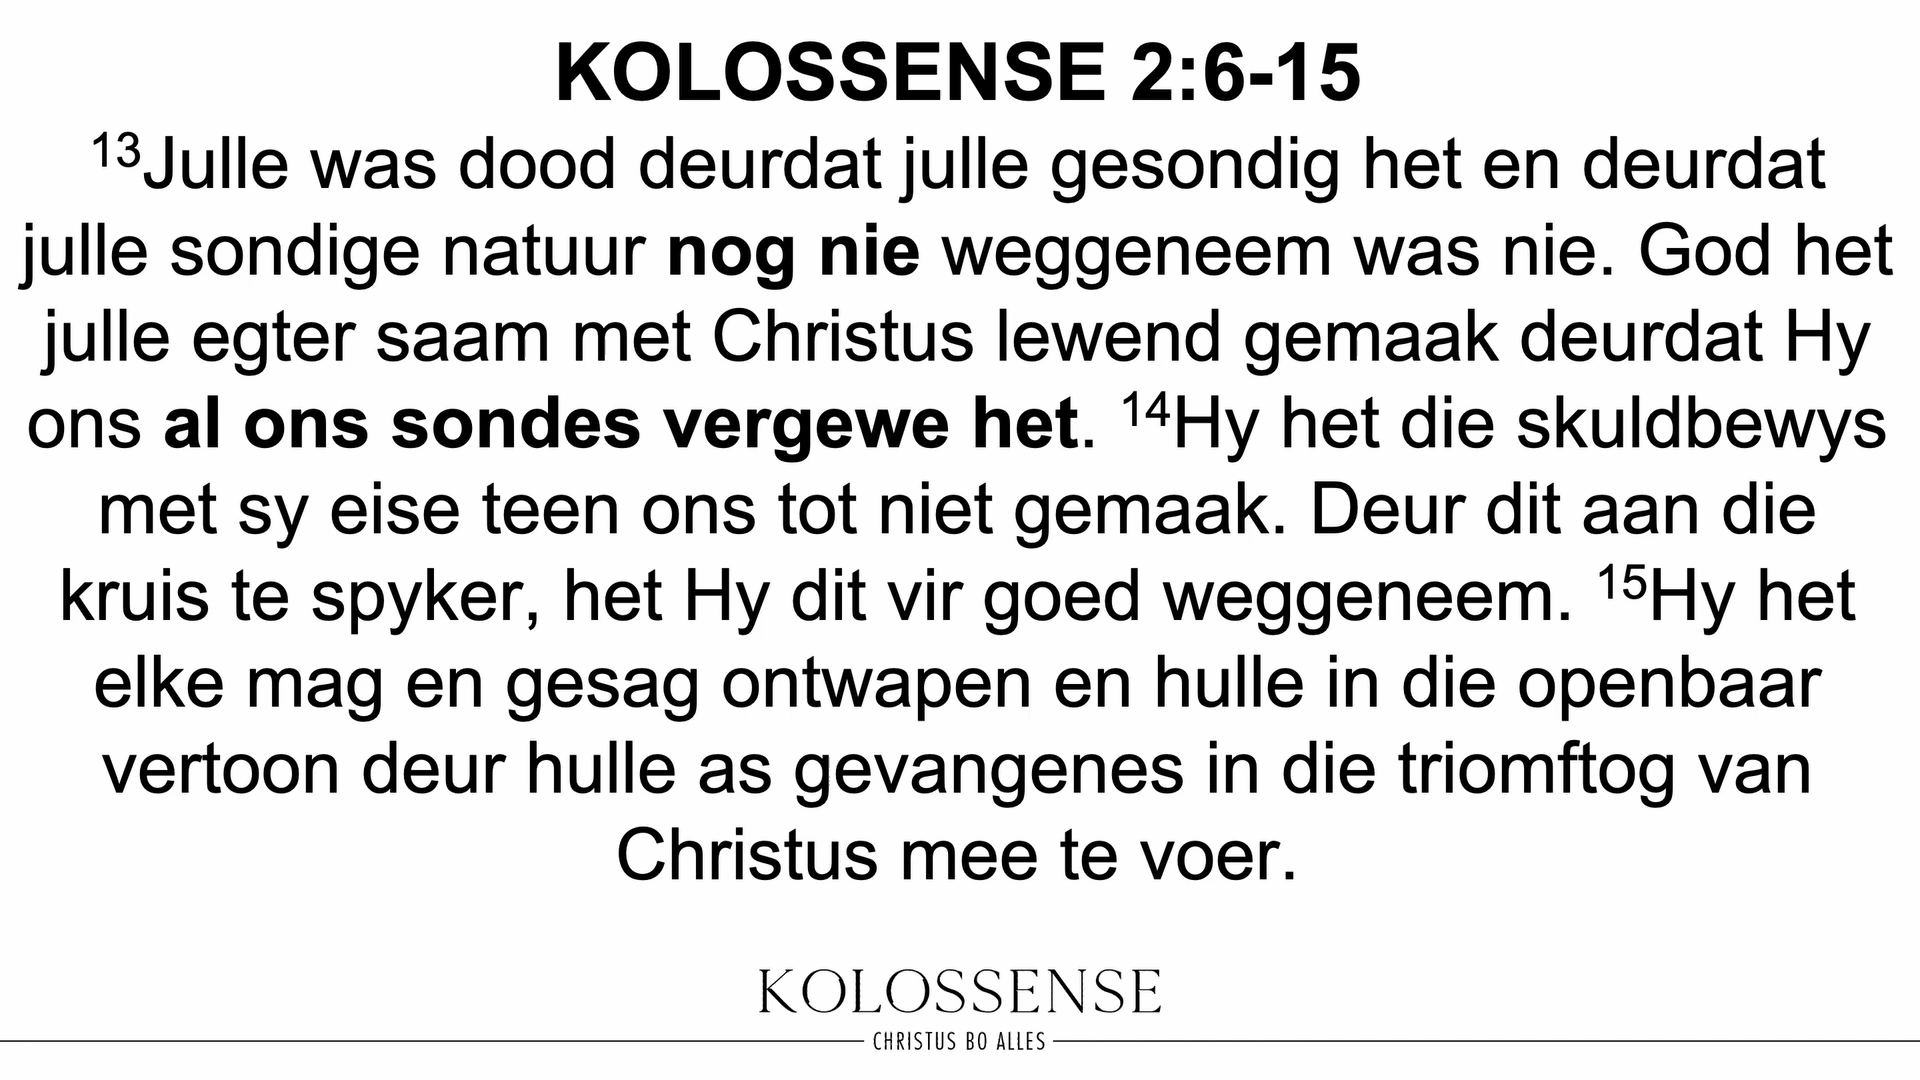 KOLOSSENSE 2:6-15
¹³Julle was dood deurdat julle gesondig het en deurdat
julle sondige natuur nog nie weggeneem was nie. God het
julle egter saam met Christus lewend gemaak deurdat Hy
ons al ons sondes vergewe het. ¹⁴Hy het die skuldbewys
met sy eise teen ons tot niet gemaak. Deur dit aan die
kruis te spyker, het Hy dit vir goed weggeneem. ¹⁵Hy het
elke mag en gesag ontwapen en hulle in die openbaar
vertoon deur hulle as gevangenes in die triomftog van
Christus mee te voer.
KOLOSSENSE
CHRISTUS BO ALLES